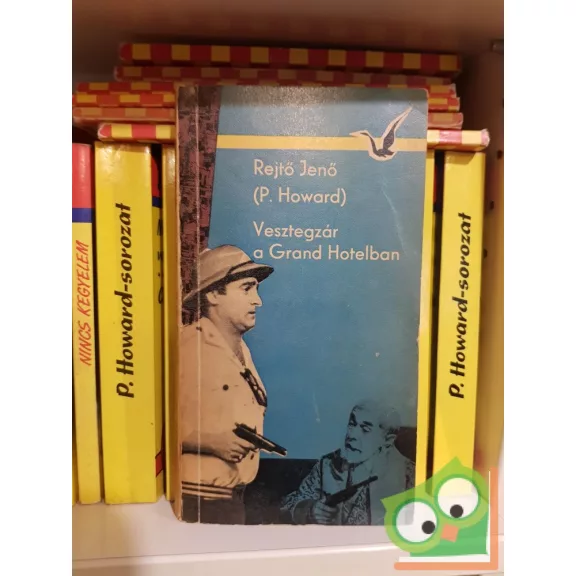 Rejtő Jenő
(P. Howard)
Vesztegzár
a Grand Hotelban
NINCS KEGYELEM
P. Howard-sorozat
P. Howard-sorozat